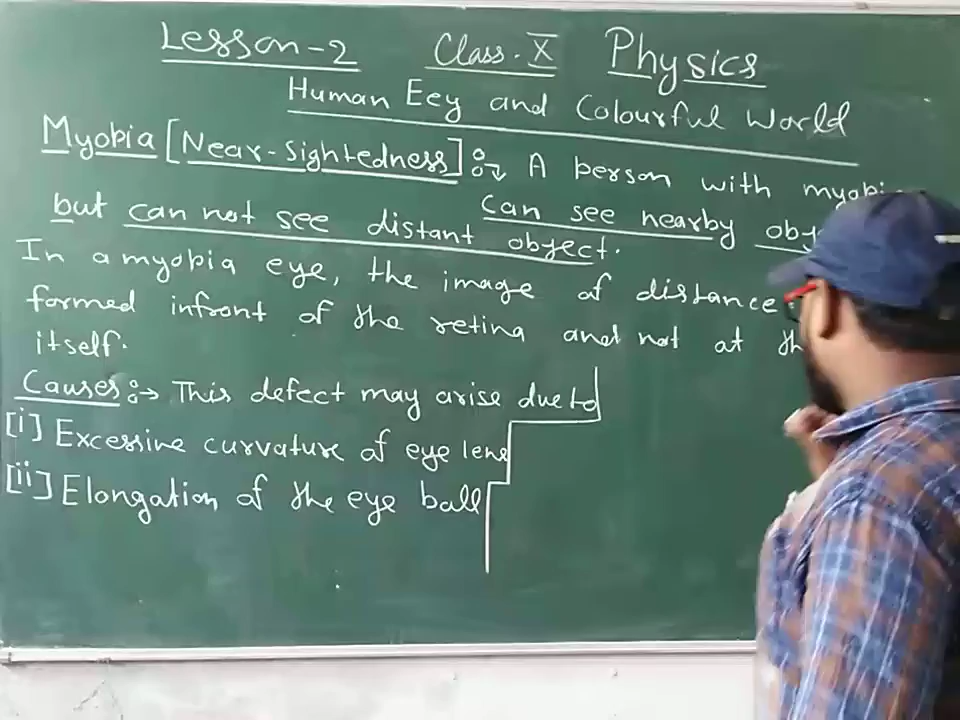 Lesson-2 Class. X Physics
Human Eey and Colourful World
Myobia [Near-Sightedness] : A berson with myobi
but can not see distant object. Can see nearby obj
In a myobia eye, the image of distance
formed infront of the retina and not at th
itself.
Causes :→ This defect may arise due to
[i] Excessive curvature of eye lens
[ii] Elongation of the eye ball